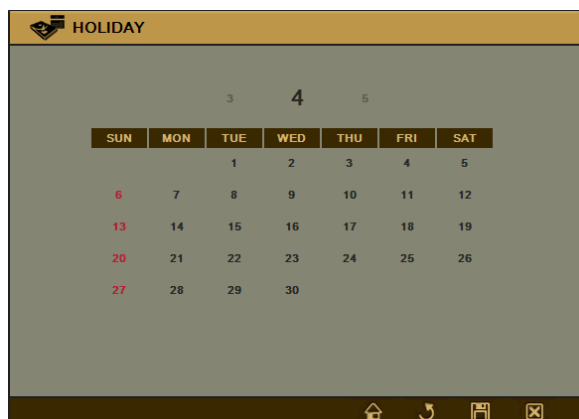 HOLIDAY
3 4 5
SUN MON TUE WED THU FRI SAT
1 2 3 4 5
6 7 8 9 10 11 12
13 14 15 16 17 18 19
20 21 22 23 24 25 26
27 28 29 30